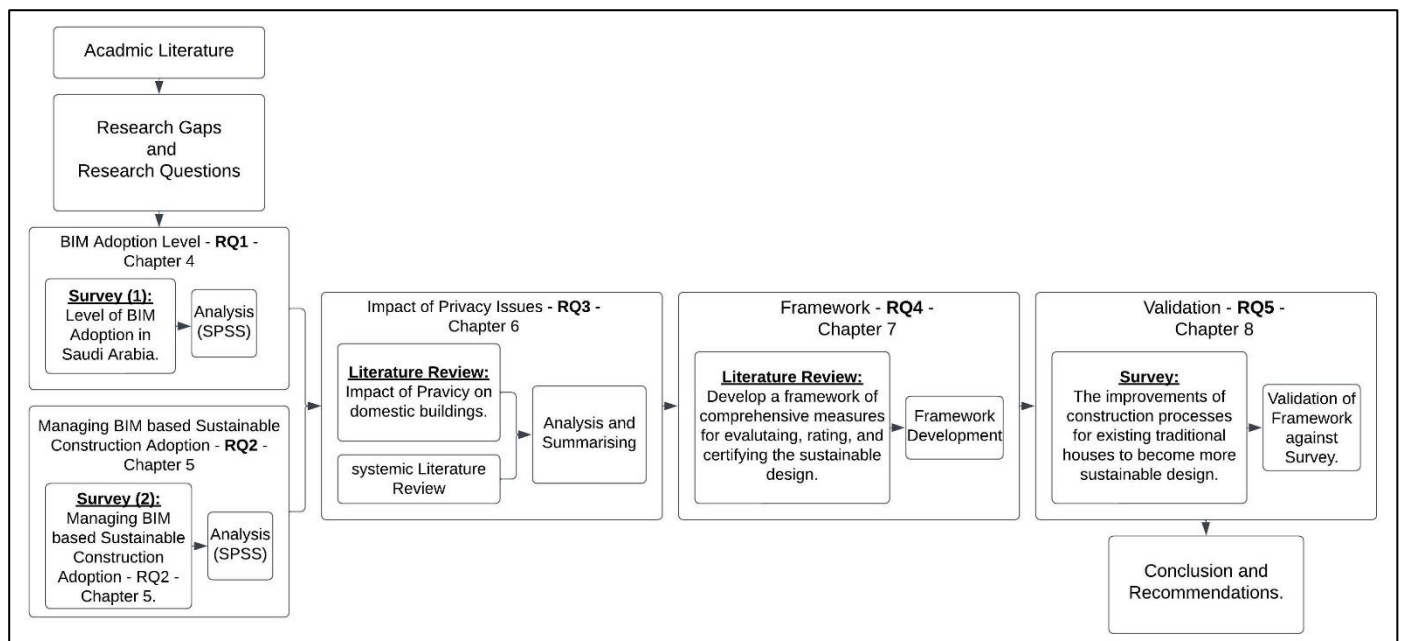 Acadmic Literature
Research Gaps
and
Research Questions
BIM Adoption Level - RQ1 -
Chapter 4
Survey (1):
Level of BIM
Adoption in
Saudi Arabia.
Analysis
(SPSS)
Managing BIM based Sustainable
Construction Adoption - RQ2 -
Chapter 5
Survey (2):
Managing BIM
based Sustainable
Construction
Adoption - RQ2 -
Chapter 5.
Analysis
(SPSS)
Impact of Privacy Issues - RQ3 -
Chapter 6
Literature Review:
Impact of Pravicy on
domestic buildings.
systemic Literature
Review
Analysis and
Summarising
Framework - RQ4 -
Chapter 7
Literature Review:
Develop a framework of
comprehensive measures
for evalutaing, rating, and
certifying the sustainable
design.
Framework
Development
Validation - RQ5 -
Chapter 8
Survey:
The improvements of
construction processes
for existing traditional
houses to become more
sustainable design.
Validation of
Framework
against
Survey.
Conclusion and
Recommendations.